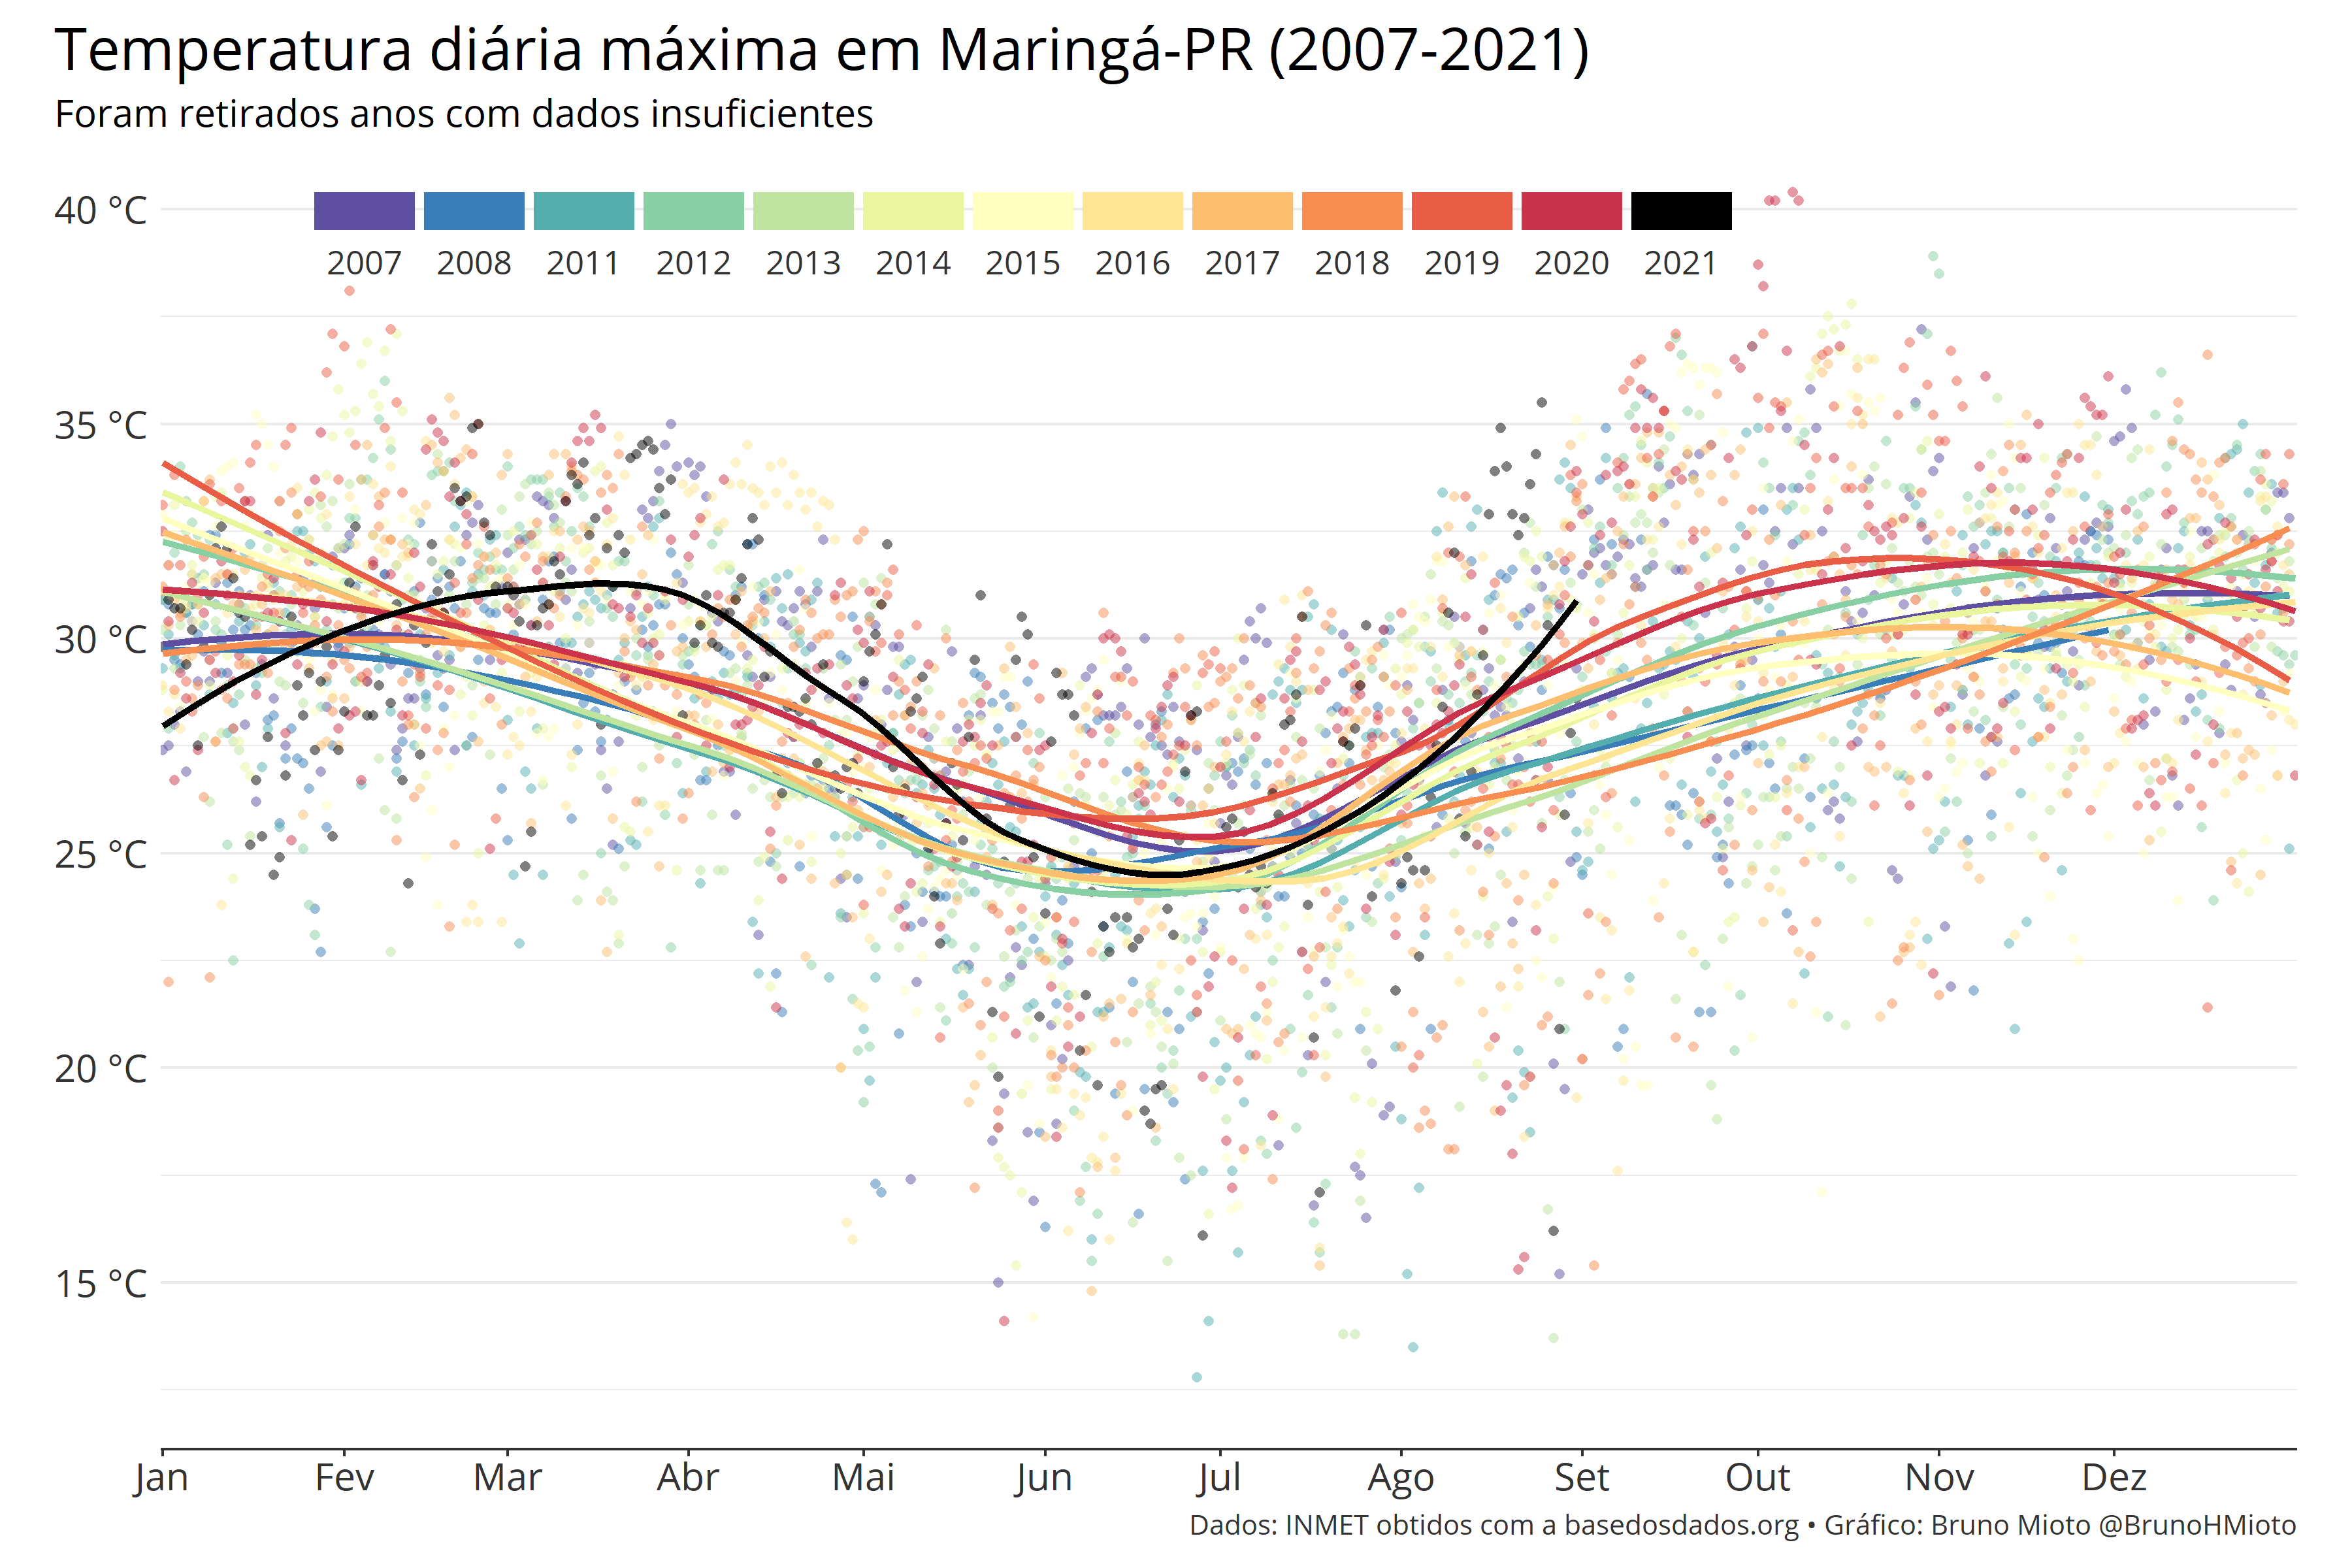 Temperatura diária máxima em Maringá-PR (2007-2021)
Foram retirados anos com dados insuficientes
40 °C
2007 2008 2011 2012 2013 2014 2015 2016 2017 2018 2019 2020 2021
35 °C
30 °C
25 °C
20 °C
15 °C
Jan Fev Mar Abr Mai Jun Jul Ago Set Out Nov Dez
Dados: INMET obtidos com a basedosdados.org • Gráfico: Bruno Mioto @BrunoHMioto